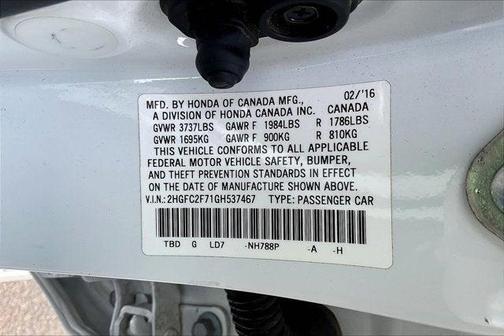 02/'16
MFD. BY HONDA OF CANADA MFG., CANADA
A DIVISION OF HONDA CANADA INC.
GVWR 3737LBS GAWR F 1984LBS R 1786LBS
GVWR 1695KG GAWR F 900KG R 810KG
THIS VEHICLE CONFORMS TO ALL APPLICABLE
FEDERAL MOTOR VEHICLE SAFETY, BUMPER,
AND THEFT PREVENTION STANDARDS IN EFFECT
ON THE DATE OF MANUFACTURE SHOWN ABOVE.
V.I.N.: 2HGFC2F71GH537467 TYPE: PASSENGER CAR
TBD G LD7 -NH788P -A -H